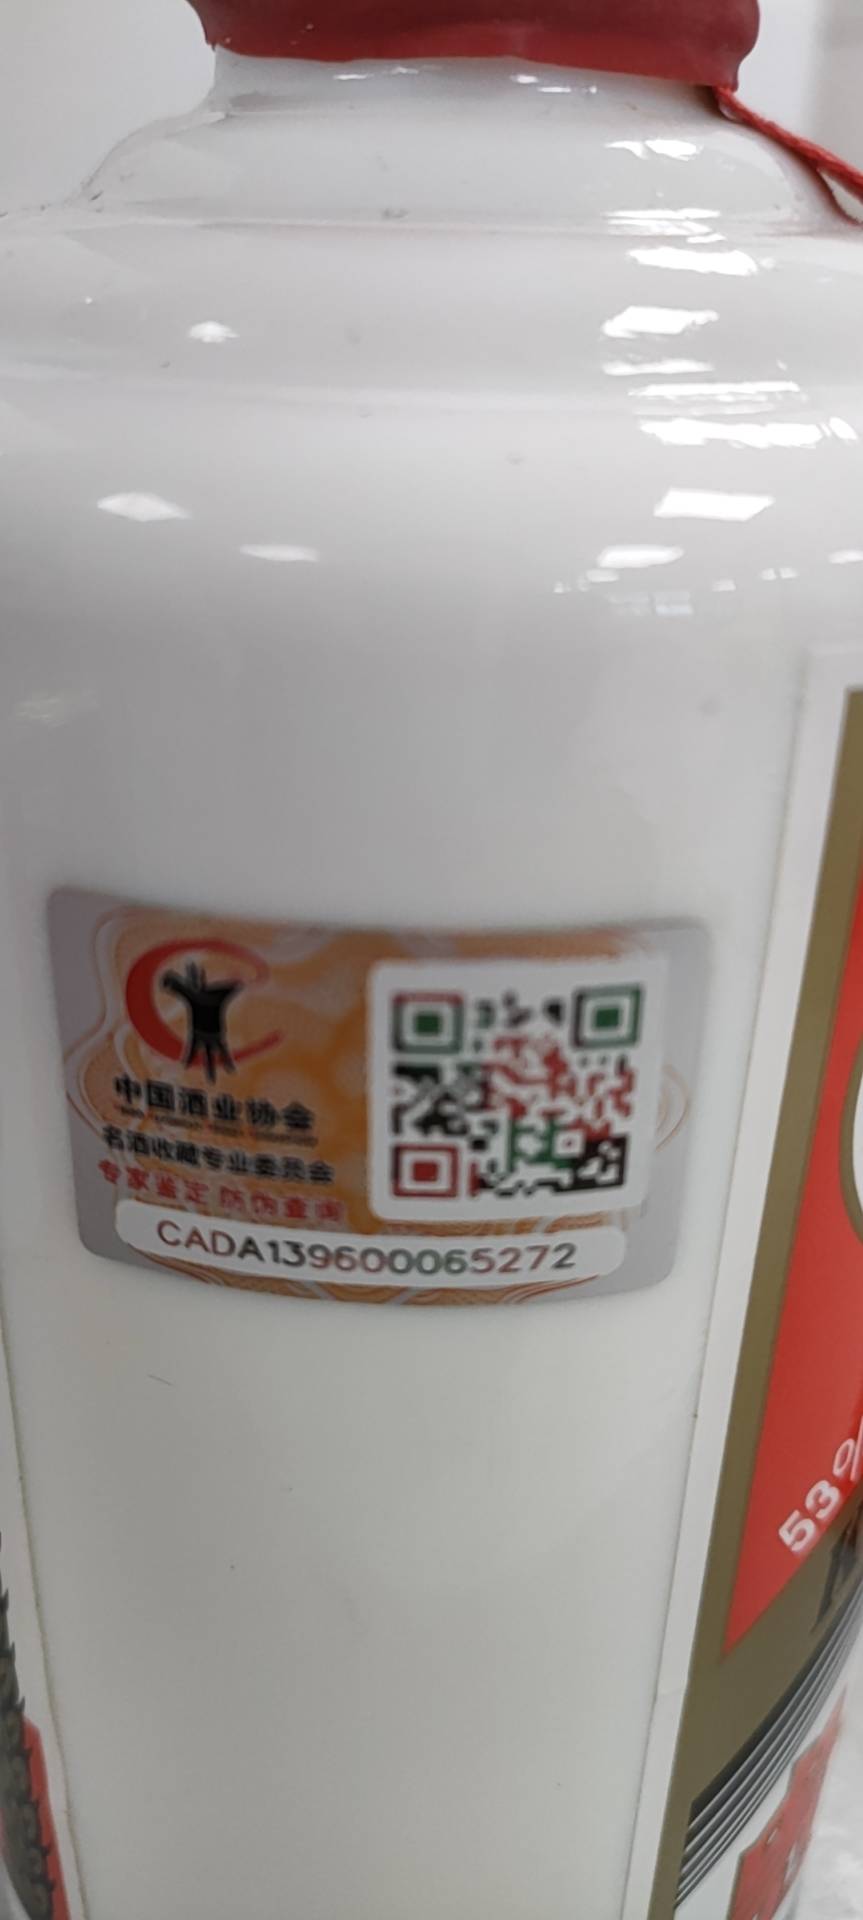 中国酒业协会
名酒收藏专业委员会
专家鉴定 防伪查询
CADA139600065272
53%